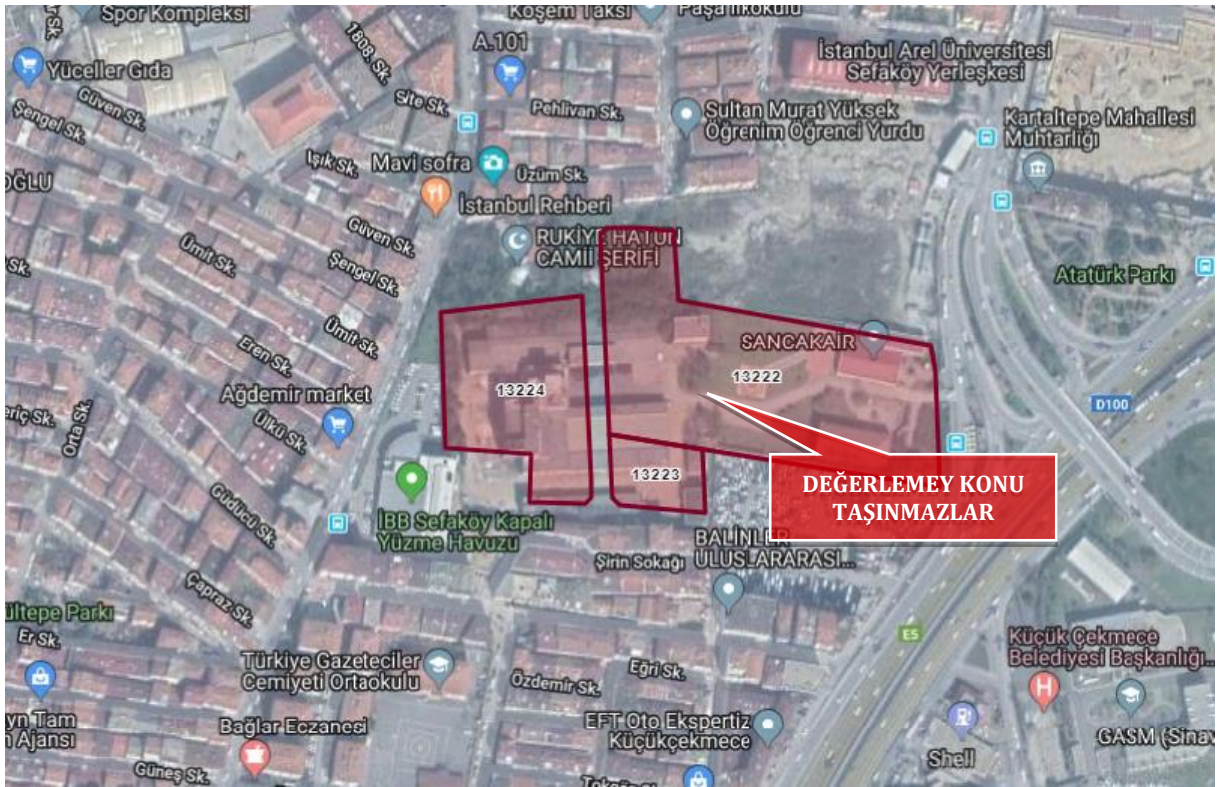 Spor Kompleksi
Köşem Taksi
Paşa İlkokulu
Yüceller Gıda
1808. Sk.
A.101
İstanbul Arel Üniversitesi
Sefaköy Yerleşkesi
Güven Sk.
Şengel Sk.
Site Sk.
Pehlivan Sk.
Sultan Murat Yüksek
Öğrenim Öğrenci Yurdu
Kartaltepe Mahallesi
Muhtarlığı
Işık Sk.
Mavi sofra
Üzüm Sk.
OĞLU
İstanbul Rehberi
Güven Sk.
RUKİYE HATUN
CAMİİ ŞERİFİ
Ümit Sk.
Şengel Sk.
Sk.
Atatürk Parkı
Ümit Sk.
SANCAKAİR
Eren Sk.
13224
13222
Ağdemir market
D100
Orta Sk.
Ülkü Sk.
13223
DEĞERLEMEY KONU
TAŞINMAZLAR
Güdücü Sk.
İBB Sefaköy Kapalı
Yüzme Havuzu
BALİNLER
ULUSLARARASI...
Şirin Sokağı
Çapraz Sk.
ültepe Parkı
Er Sk.
E5
Küçük Çekmece
Belediyesi Başkanlığı...
Türkiye Gazeteciler
Cemiyeti Ortaokulu
Eğri Sk.
Özdemir Sk.
yn Tam
n Ajansı
Bağlar Eczanesi
EFT Oto Ekspertiz
Küçükçekmece
Shell
GASM (Sınav
Güneş Sk.